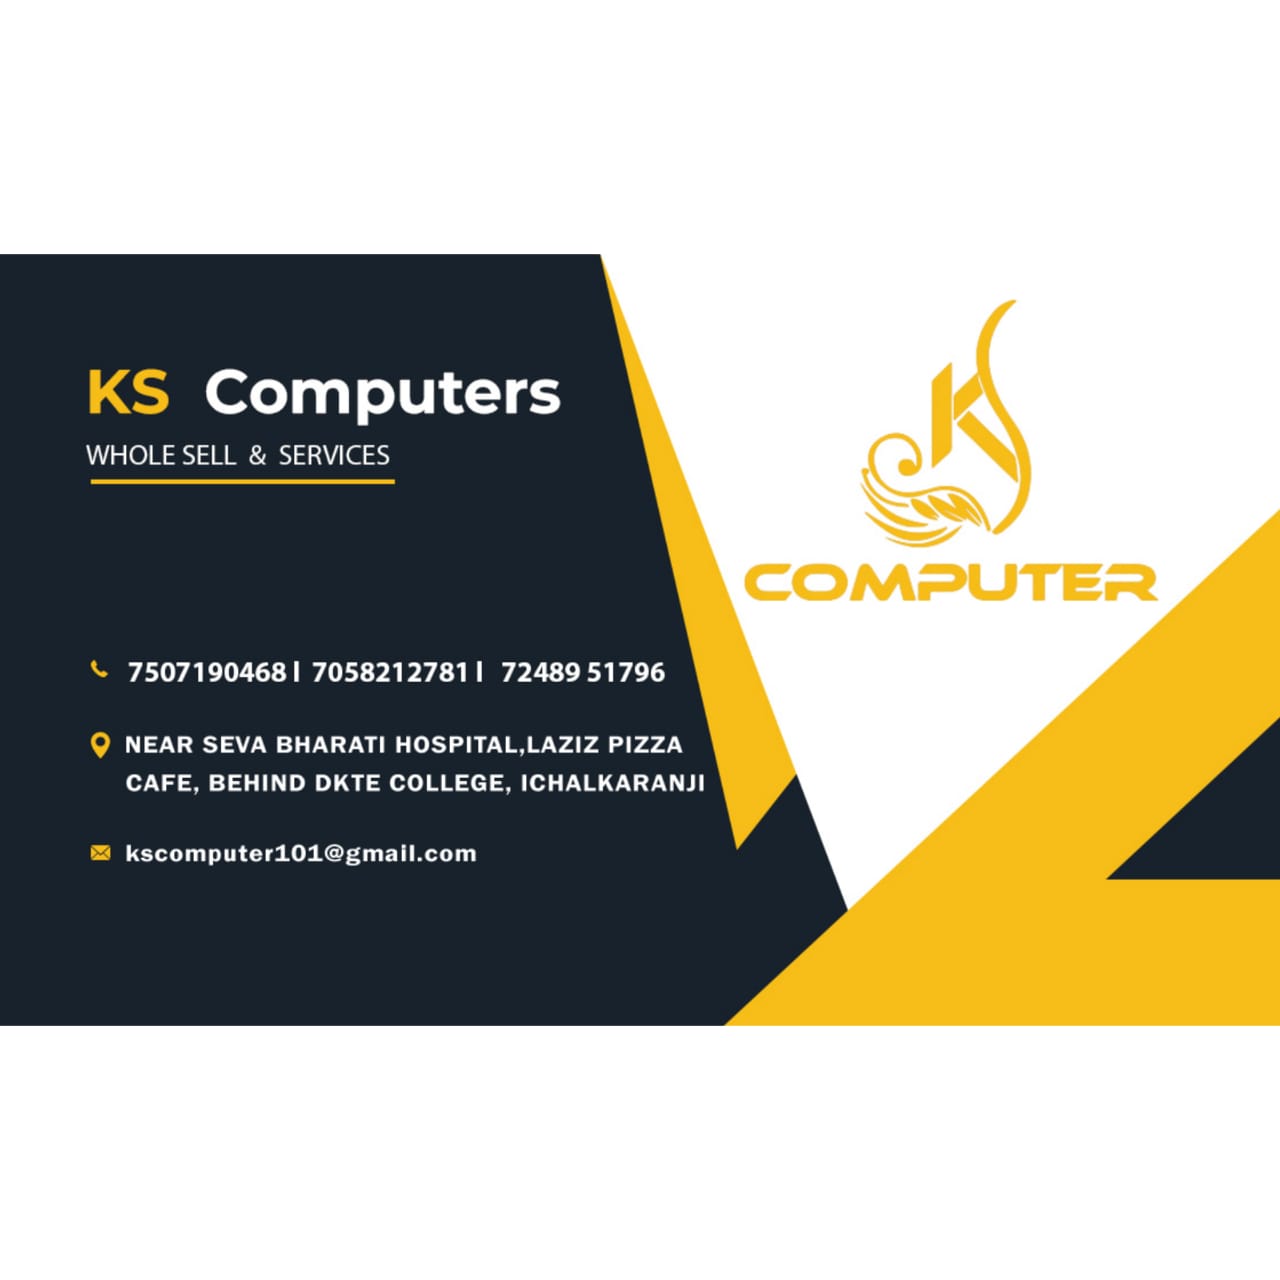 KS Computers
WHOLE SELL & SERVICES
7507190468 | 7058212781 | 72489 51796
NEAR SEVA BHARATI HOSPITAL,LAZIZ PIZZA
CAFE, BEHIND DKTE COLLEGE, ICHALKARANJI
kscomputer101@gmail.com
KS
COMPUTER